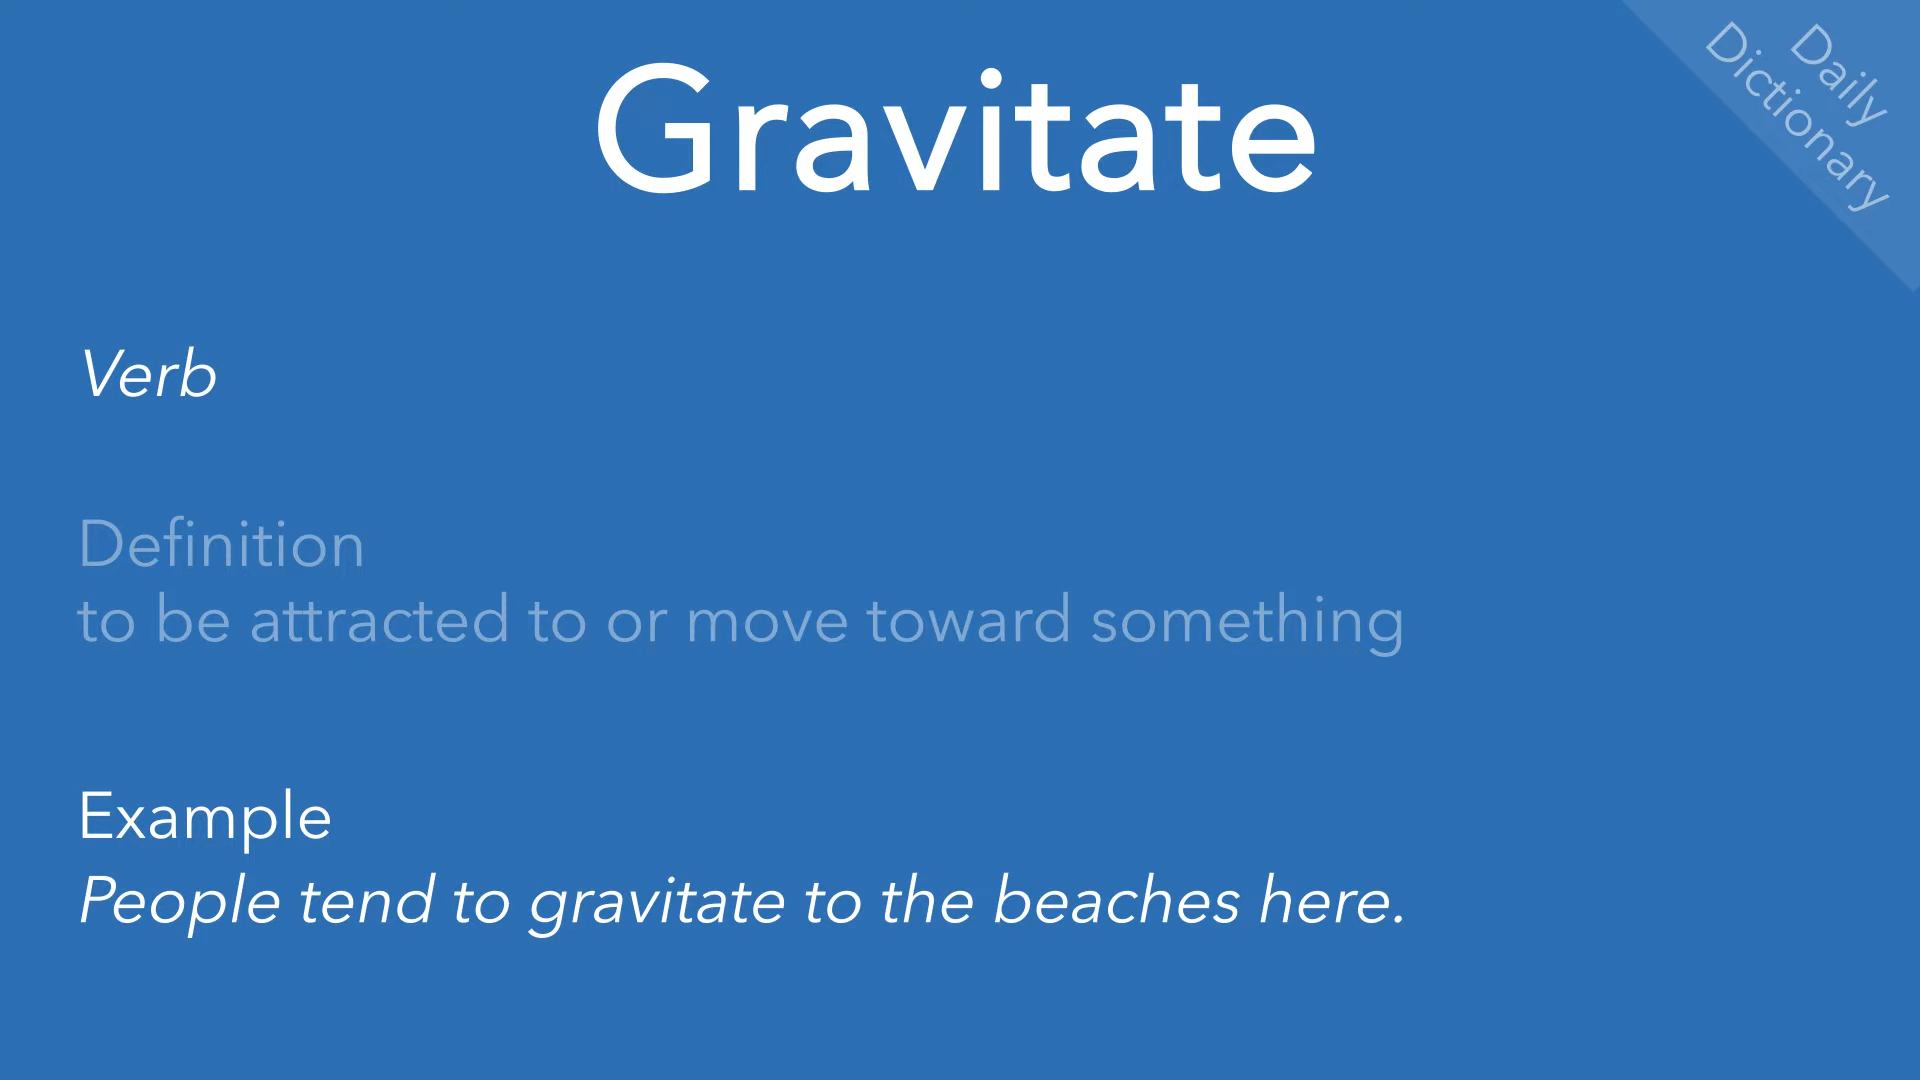 Gravitate
Daily
Dictionary
Verb
Definition
to be attracted to or move toward something
Example
People tend to gravitate to the beaches here.